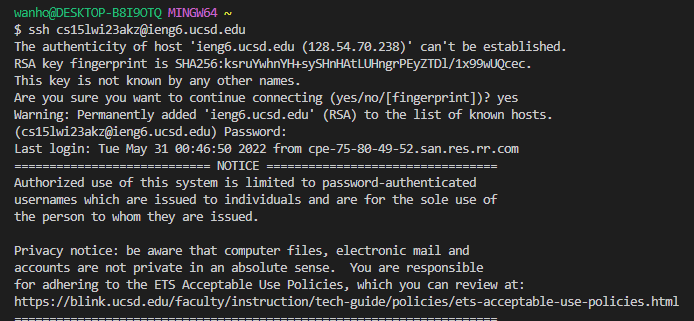 wanho@DESKTOP-B8I9OTQ MINGW64 ~
$ ssh cs15lwi23akz@ieng6.ucsd.edu
The authenticity of host 'ieng6.ucsd.edu (128.54.70.238)' can't be established.
RSA key fingerprint is SHA256:ksruYwhnYH+sySHnHAtLUHngrPEyZTDl/1x99wUQcec.
This key is not known by any other names.
Are you sure you want to continue connecting (yes/no/[fingerprint])? yes
Warning: Permanently added 'ieng6.ucsd.edu' (RSA) to the list of known hosts.
(cs15lwi23akz@ieng6.ucsd.edu) Password:
Last login: Tue May 31 00:46:50 2022 from cpe-75-80-49-52.san.res.rr.com
============================ NOTICE =================================
Authorized use of this system is limited to password-authenticated
usernames which are issued to individuals and are for the sole use of
the person to whom they are issued.

Privacy notice: be aware that computer files, electronic mail and
accounts are not private in an absolute sense.  You are responsible
for adhering to the ETS Acceptable Use Policies, which you can review at:
https://blink.ucsd.edu/faculty/instruction/tech-guide/policies/ets-acceptable-use-policies.html
=====================================================================